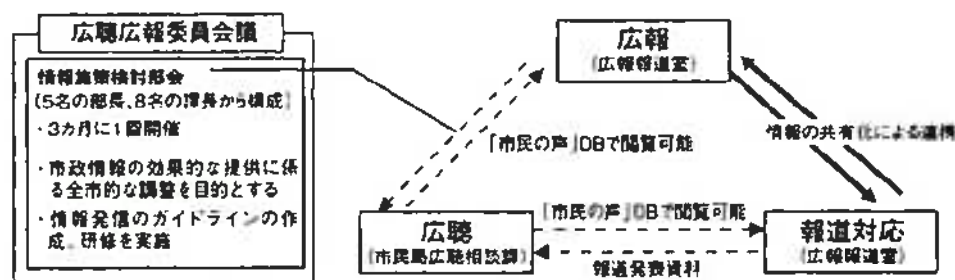 広聴広報委員会議
情報施策検討部会
(5名の部長、8名の課長から構成)
・3カ月に1回開催
・市政情報の効果的な提供に係
る全市的な調整を目的とする
・情報発信のガイドラインの作
成、研修を実施
広報
(広報報道室)
「市民の声」DBで閲覧可能
情報の共有化による連携
広聴
(市民局広聴相談課)
「市民の声」DBで閲覧可能
報道発表資料
報道対応
(広報報道室)